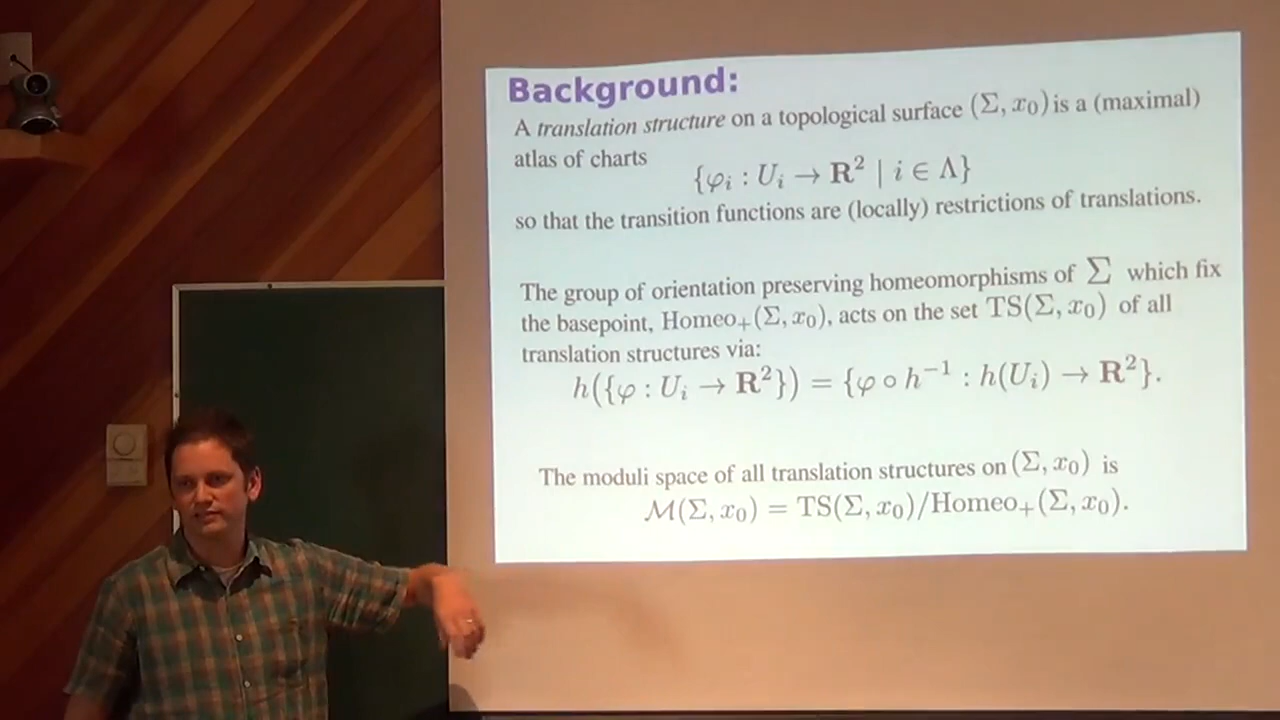 Background:
A translation structure on a topological surface (Σ, x₀) is a (maximal)
atlas of charts
{φᵢ : Uᵢ → R² | i ∈ Λ}
so that the transition functions are (locally) restrictions of translations.
The group of orientation preserving homeomorphisms of Σ which fix
the basepoint, Homeo₊(Σ, x₀), acts on the set TS(Σ, x₀) of all
translation structures via:
h({φ : Uᵢ → R²}) = {φ ∘ h⁻¹ : h(Uᵢ) → R²}.
The moduli space of all translation structures on (Σ, x₀) is
M(Σ, x₀) = TS(Σ, x₀)/Homeo₊(Σ, x₀).